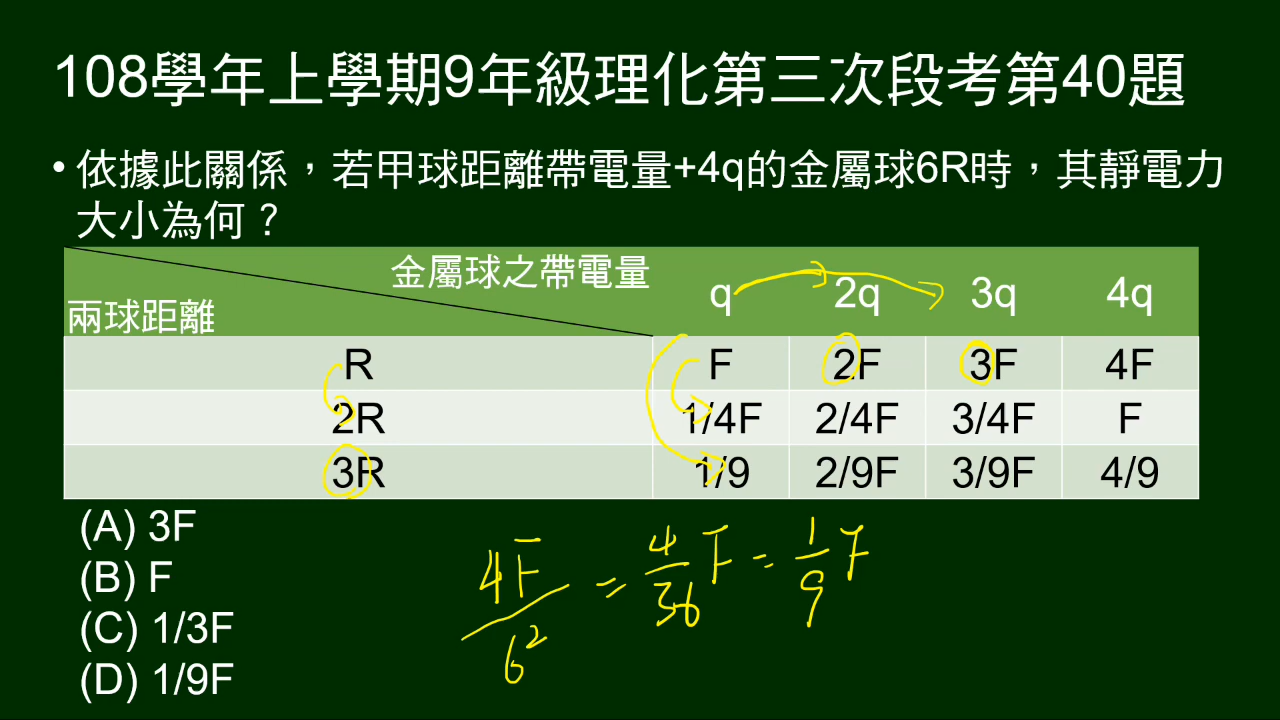 108學年上學期9年級理化第三次段考第40題
• 依據此關係，若甲球距離帶電量+4q的金屬球6R時，其靜電力
大小為何？
金屬球之帶電量
兩球距離
q 2q 3q 4q
R F 2F 3F 4F
2R 1/4F 2/4F 3/4F F
3R 1/9 2/9F 3/9F 4/9
(A) 3F
(B) F
(C) 1/3F
(D) 1/9F
4F/6² = 4/36 F = 1/9 F